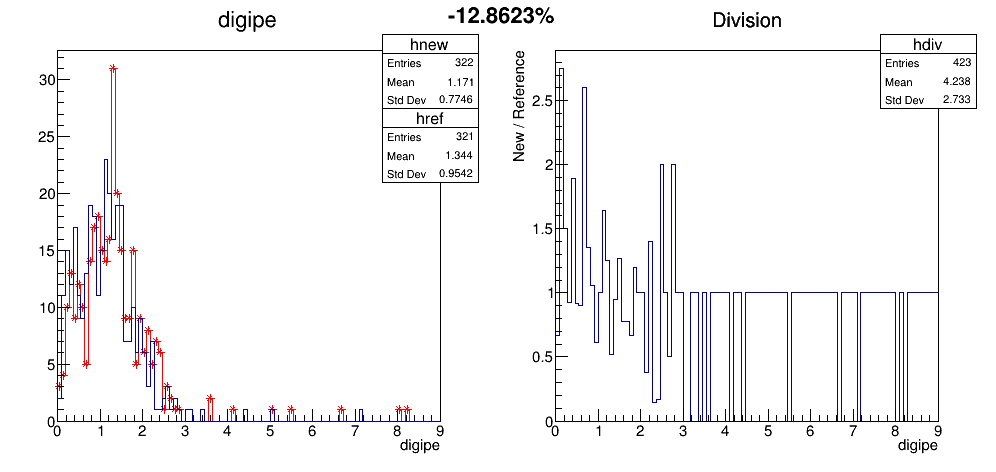 digipe
-12.8623%
Division
hnew
Entries 322
Mean 1.171
Std Dev 0.7746
href
Entries 321
Mean 1.344
Std Dev 0.9542
30
25
20
15
10
5
0
0 1 2 3 4 5 6 7 8 9
digipe
hdiv
Entries 423
Mean 4.238
Std Dev 2.733
New / Reference
2.5
2
1.5
1
0.5
0
0 1 2 3 4 5 6 7 8 9
digipe